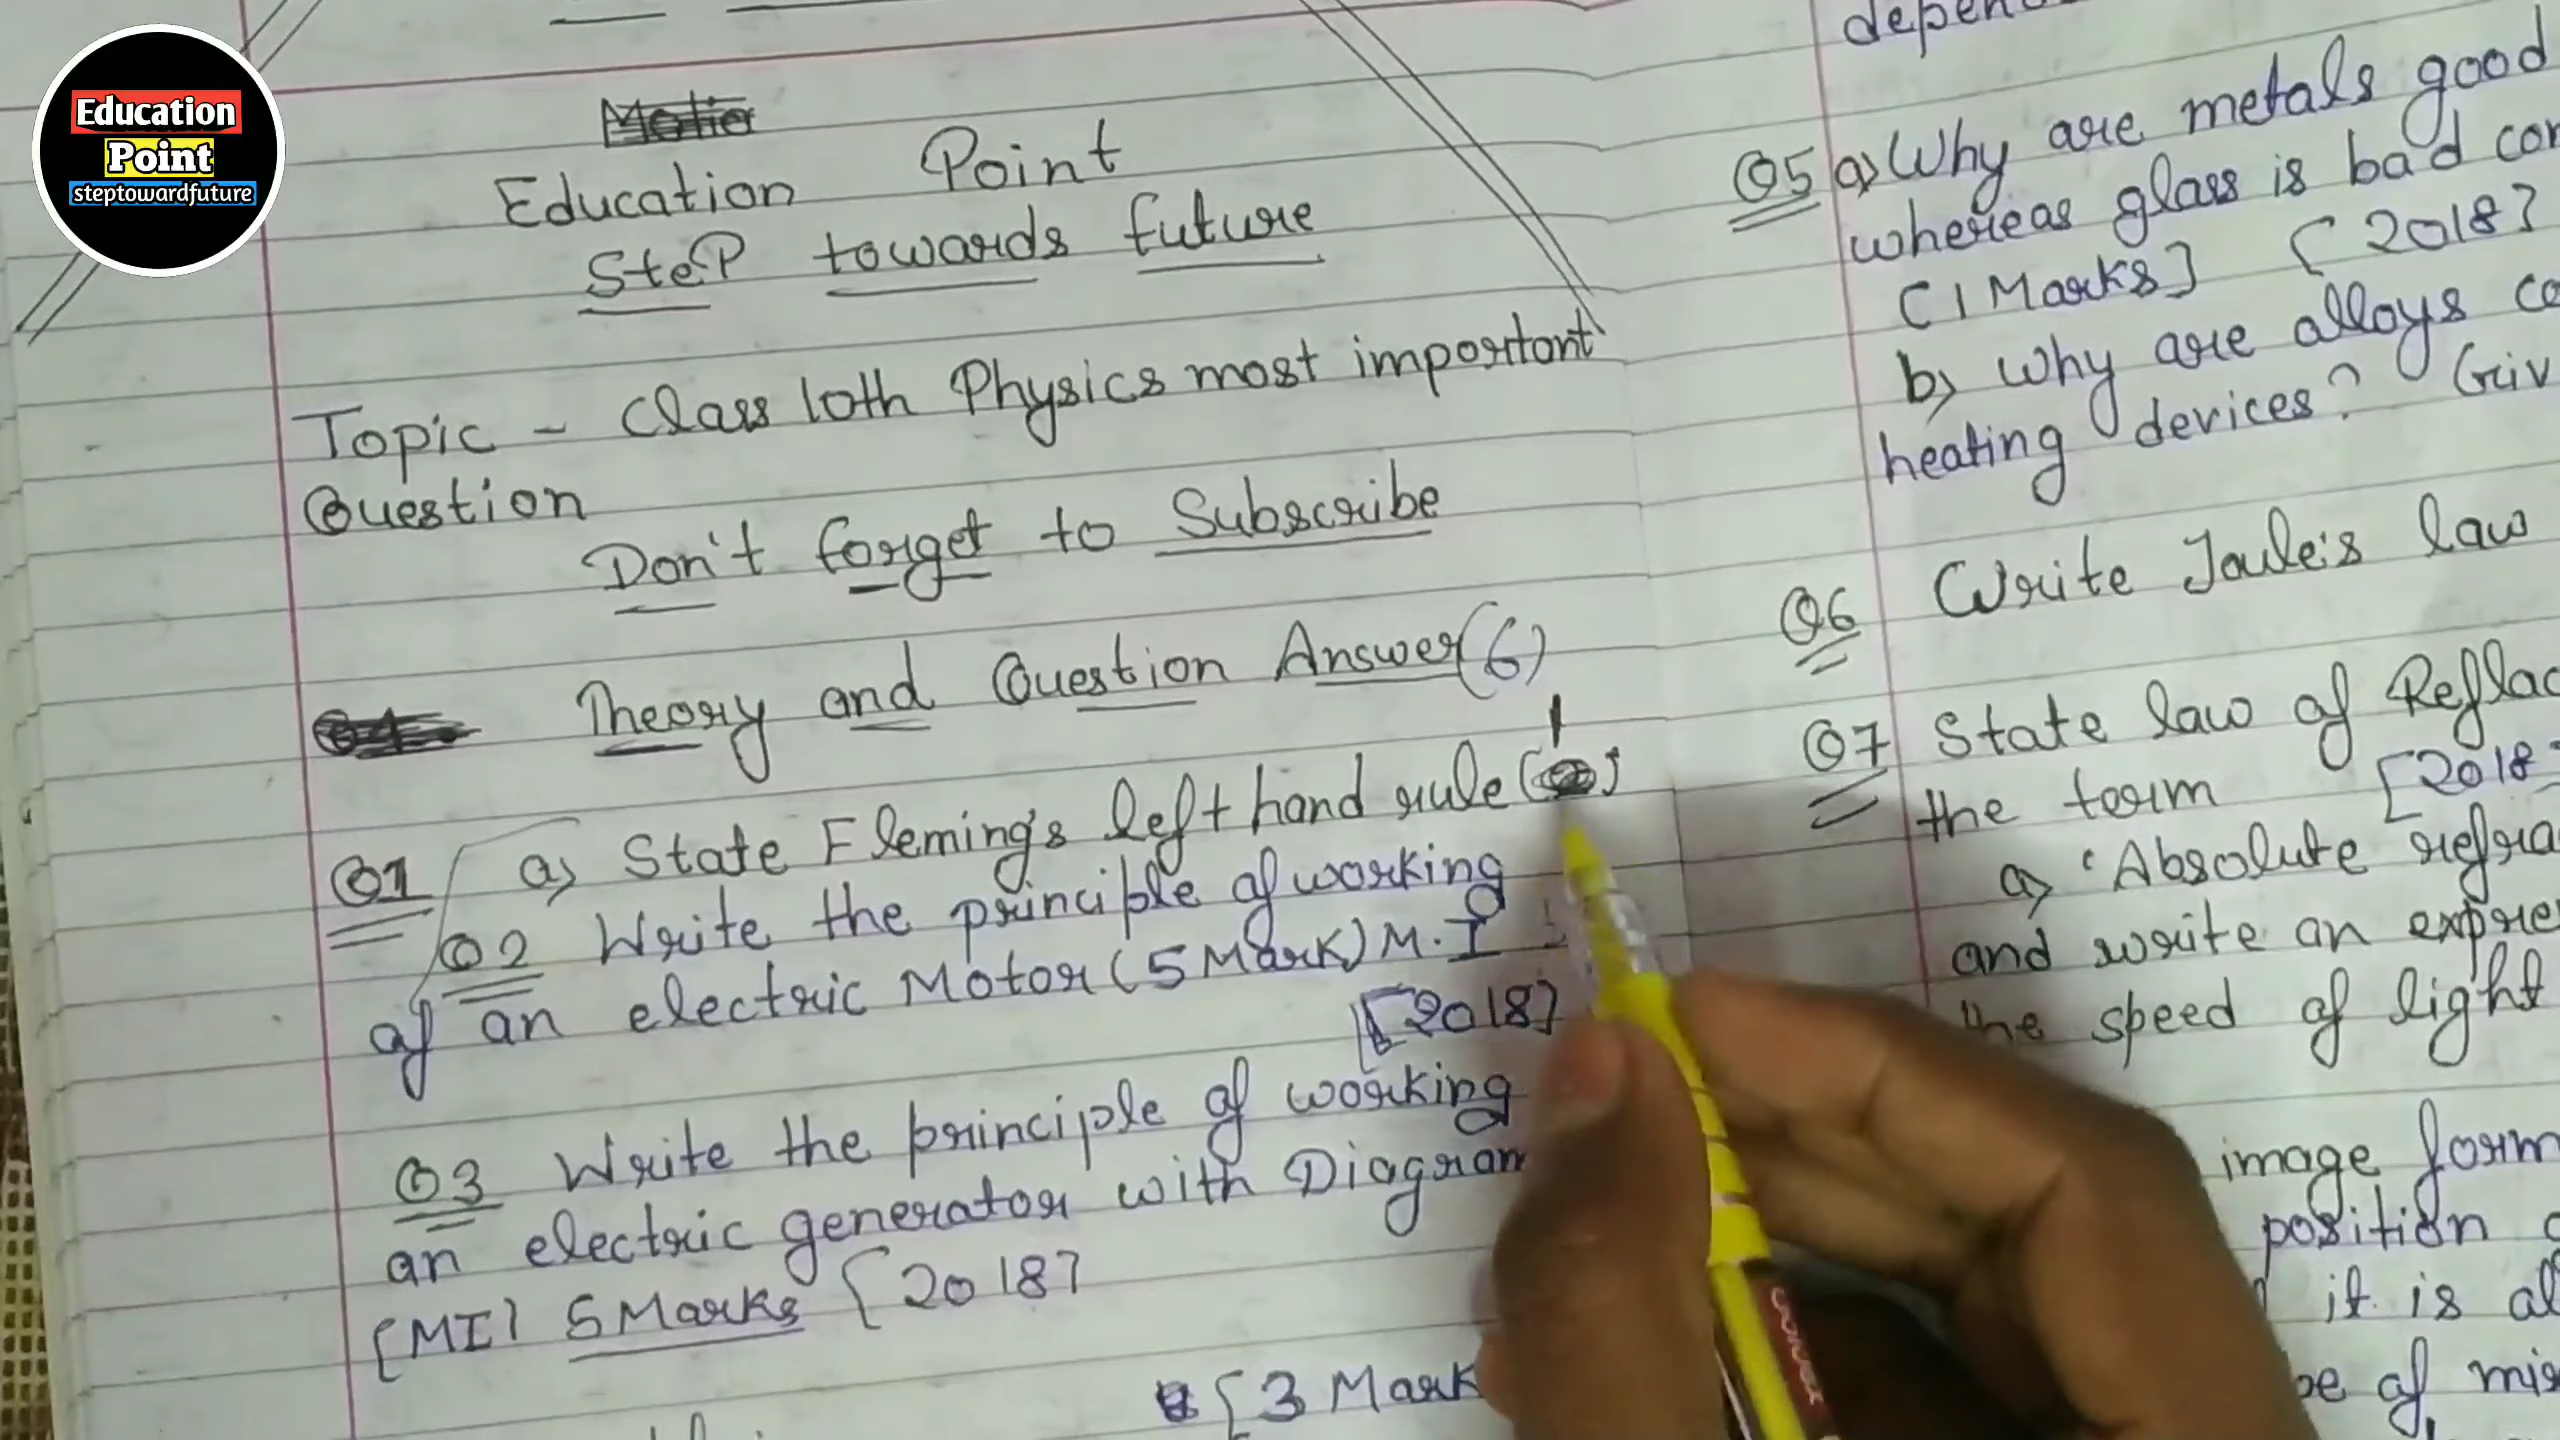 Education
Point
steptowardfuture
Education Point
SteP towards future
Topic - Class 10th Physics most important
Question
Don't forget to Subscribe
Theory and Question Answer (6)
Q1 a) State Fleming's left hand rule ( ) 1
Q2 Write the principle of working
of an electric Motor (5 Mark) M.I
[2018]
Q3 Write the principle of working
an electric generator with Diagram
[MI] 5 Marks [2018]
[3 Mark
depen
Q5 a) Why are metals good
whereas glass is bad con
[1 Marks] [2018]
b) Why are alloys co
heating devices? Giv
Q6 Write Joule's law
Q7 State law of Reflac
the term [2018]
a) 'Absolute refra
and write an expre
the speed of light
image form
position
it is al
of mis